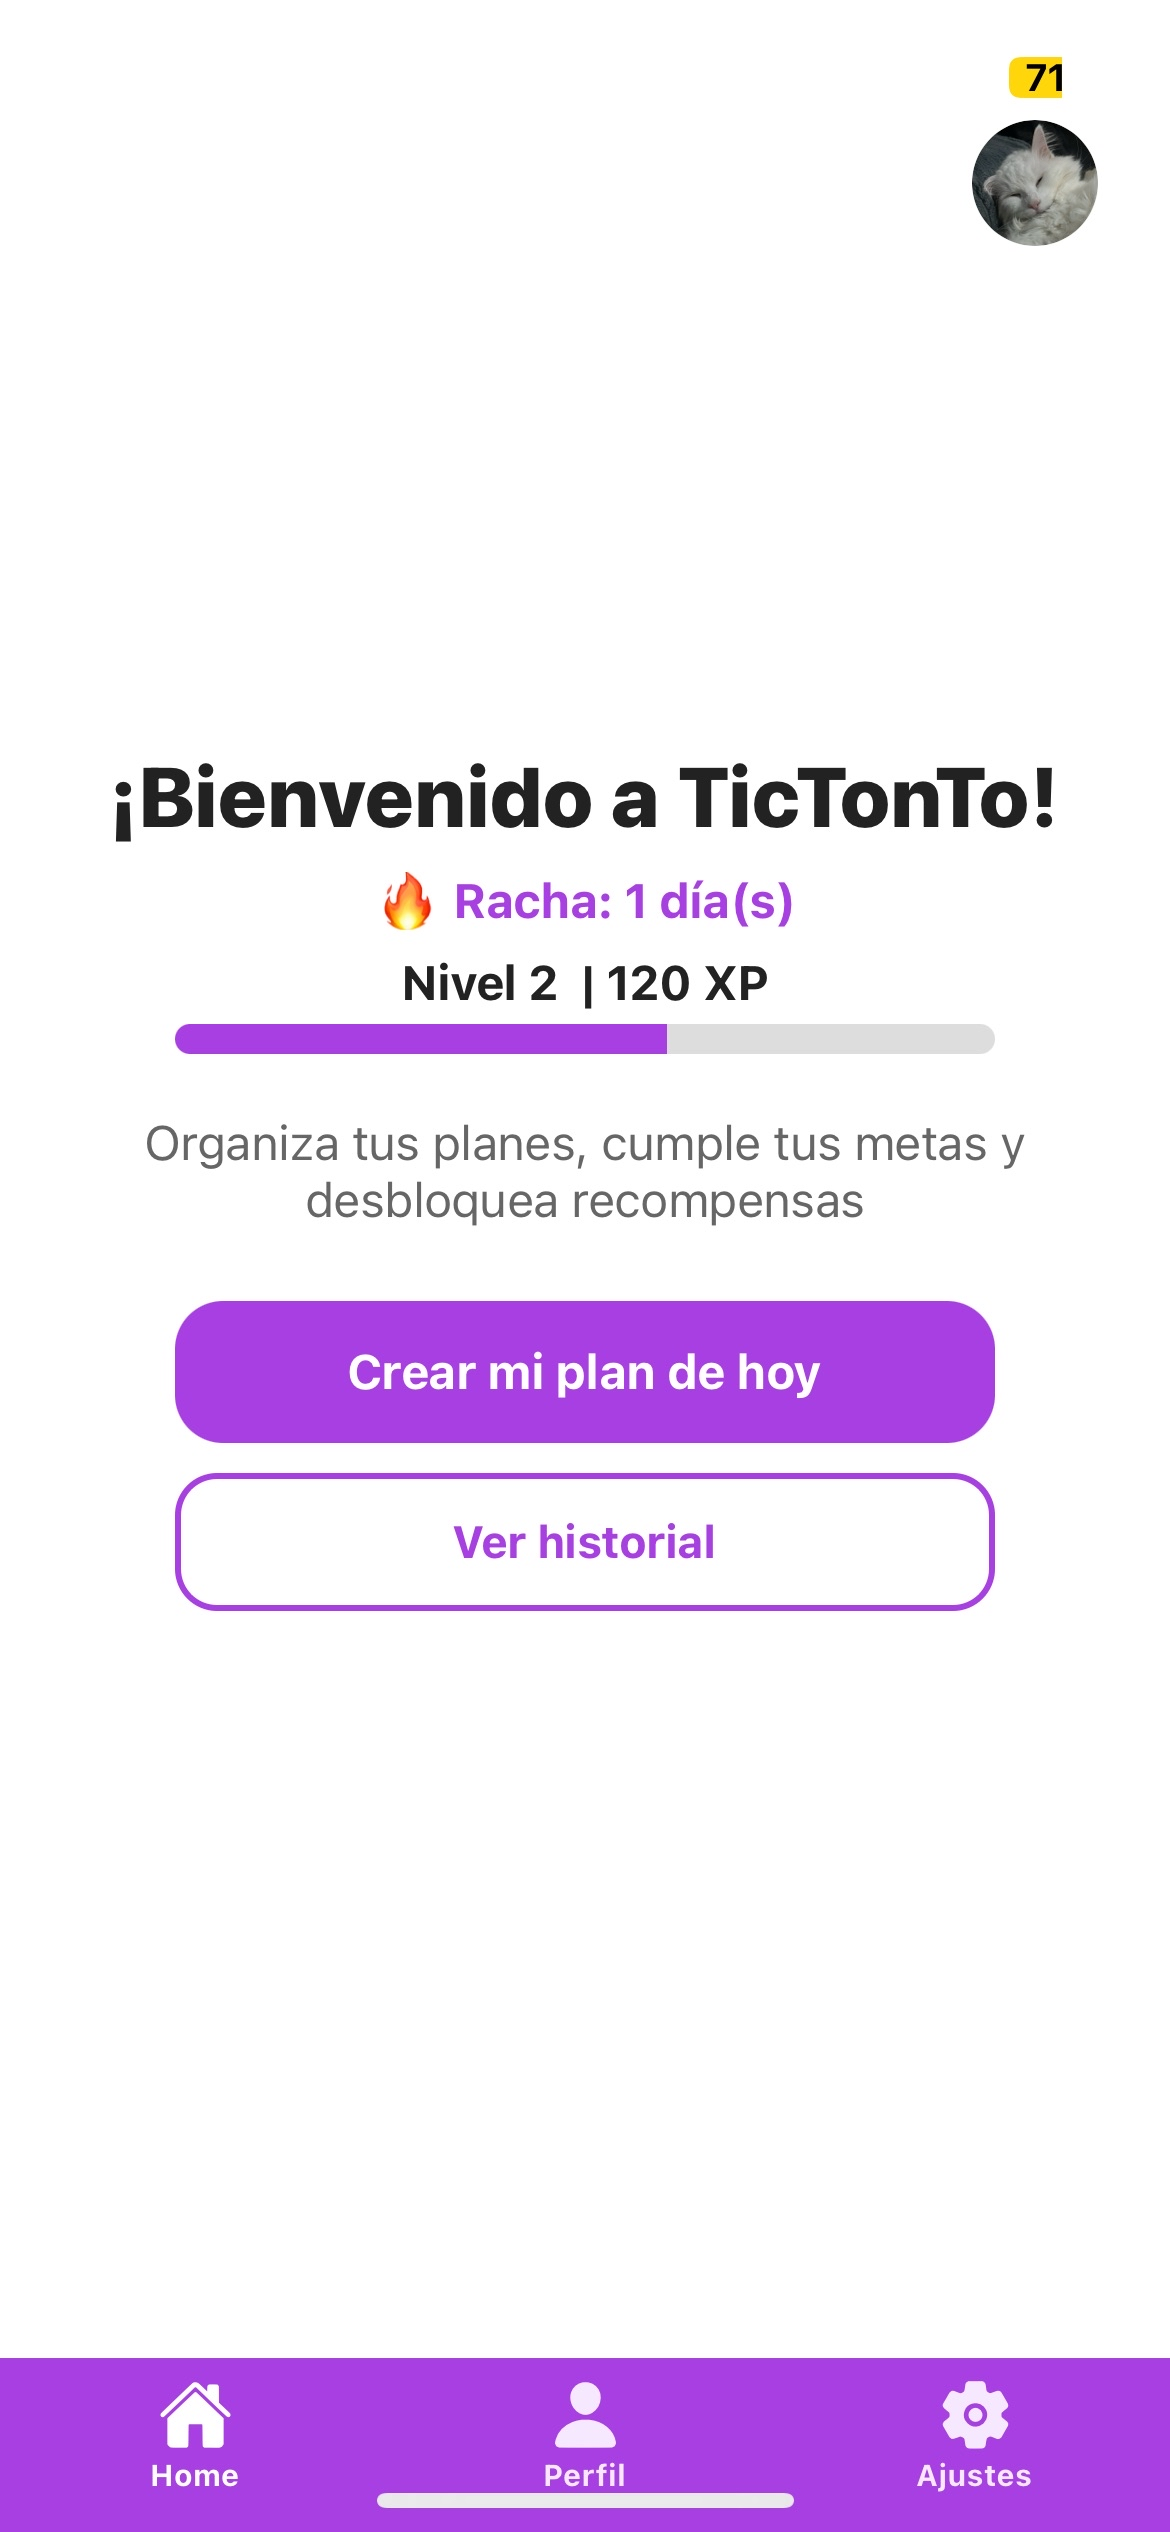 71
¡Bienvenido a TicTonTo!
🔥 Racha: 1 día(s)
Nivel 2 | 120 XP
Organiza tus planes, cumple tus metas y
desbloquea recompensas
Crear mi plan de hoy
Ver historial
Home
Perfil
Ajustes